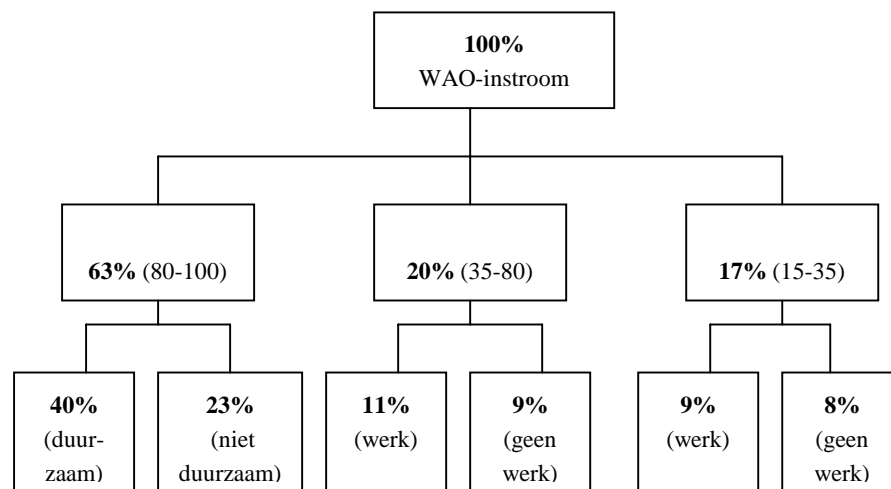 100%
WAO-instroom
63% (80-100)
20% (35-80)
17% (15-35)
40%
(duur-
zaam)
23%
(niet
duurzaam)
11%
(werk)
9%
(geen
werk)
9%
(werk)
8%
(geen
werk)